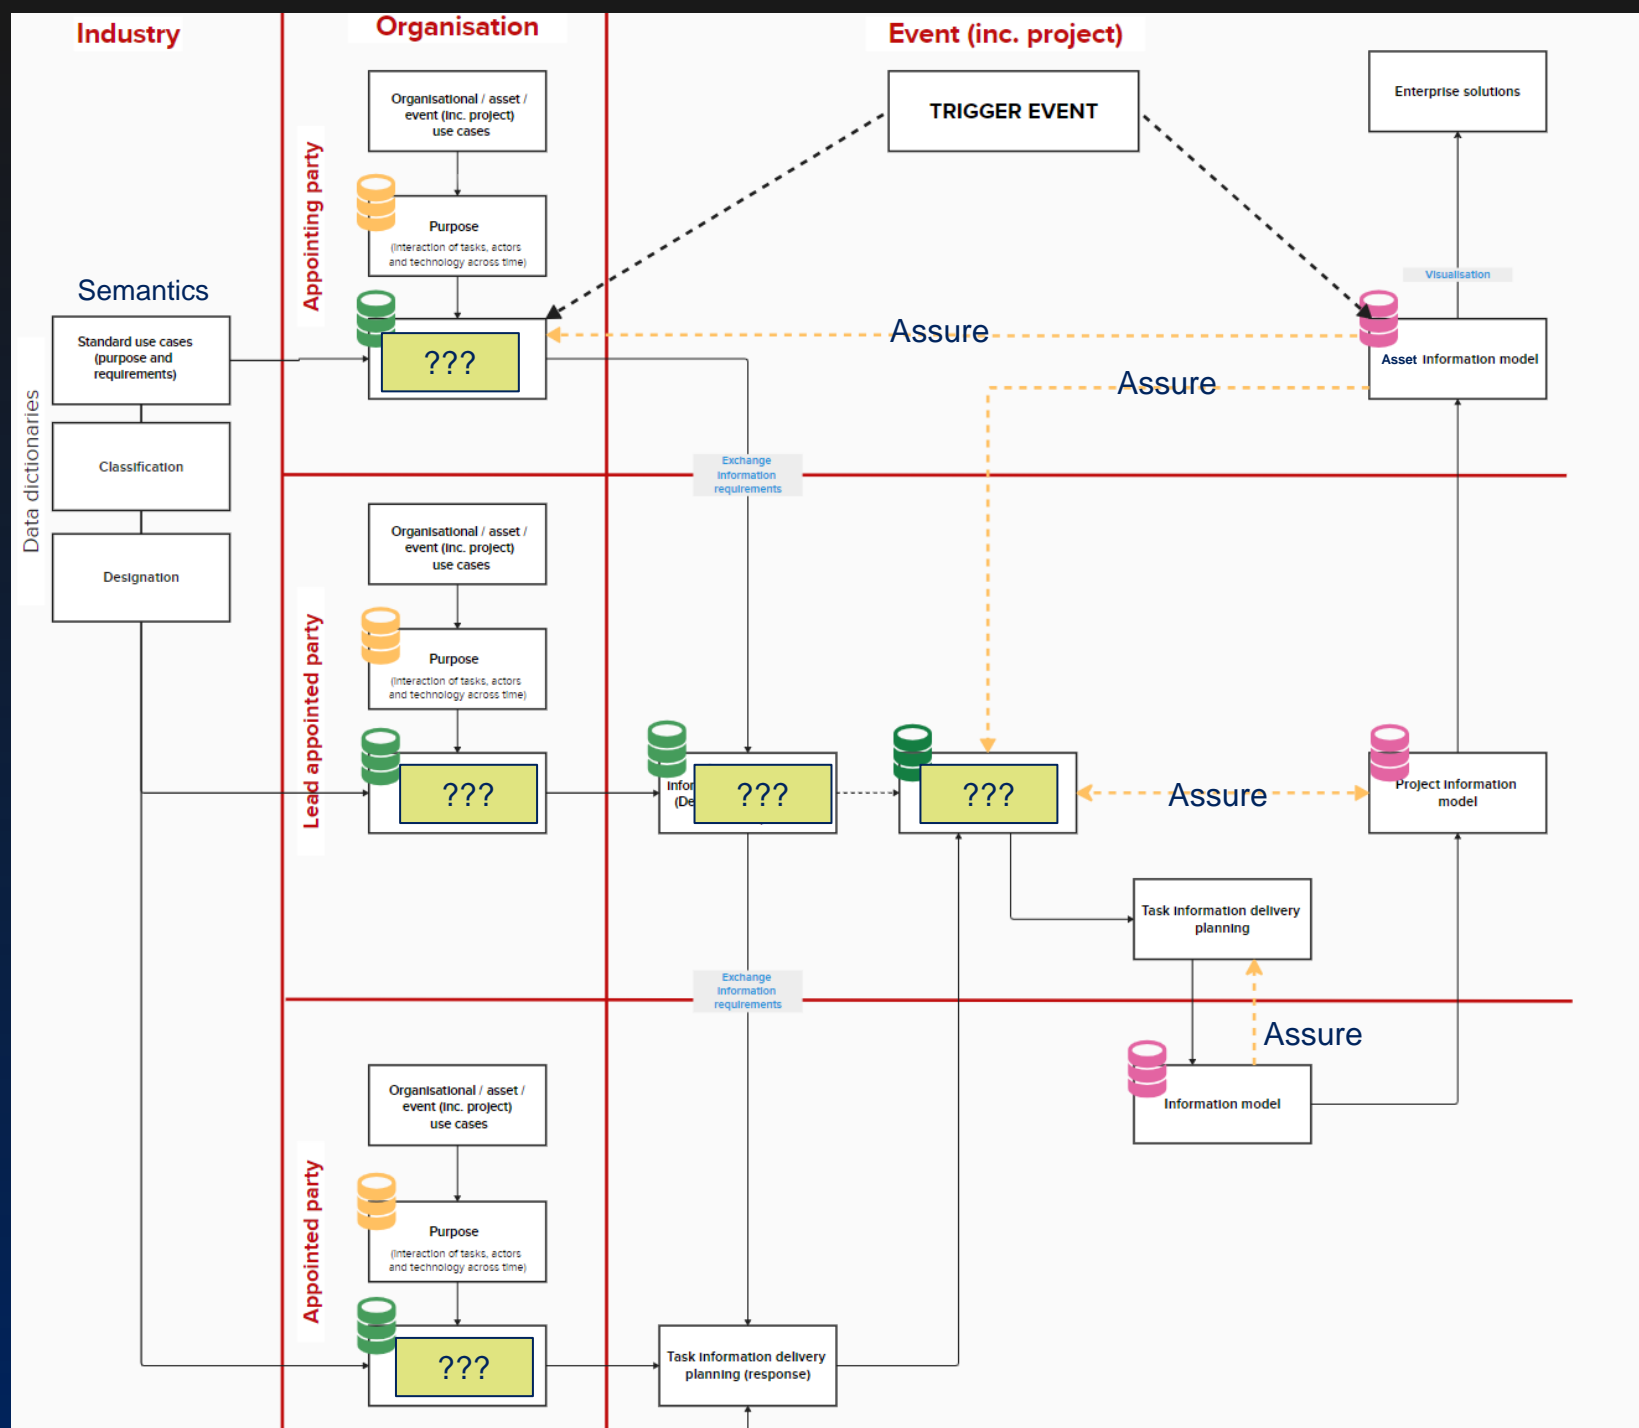 Industry
Organisation
Event (inc. project)
Organisational / asset /
event (inc. project)
use cases
TRIGGER EVENT
Enterprise solutions
Appointing party
Purpose
(Interaction of tasks, actors
and technology across time)
Visualisation
Semantics
Data dictionaries
Standard use cases
(purpose and
requirements)
???
Assure
Asset Information model
Assure
Classification
Exchange
information
requirements
Designation
Lead appointed party
Organisational / asset /
event (inc. project)
use cases
Purpose
(Interaction of tasks, actors
and technology across time)
???
???
???
Assure
Project information
model
Task information delivery
planning
Exchange
information
requirements
Assure
Information model
Appointed party
Organisational / asset /
event (inc. project)
use cases
Purpose
(Interaction of tasks, actors
and technology across time)
???
Task information delivery
planning (response)